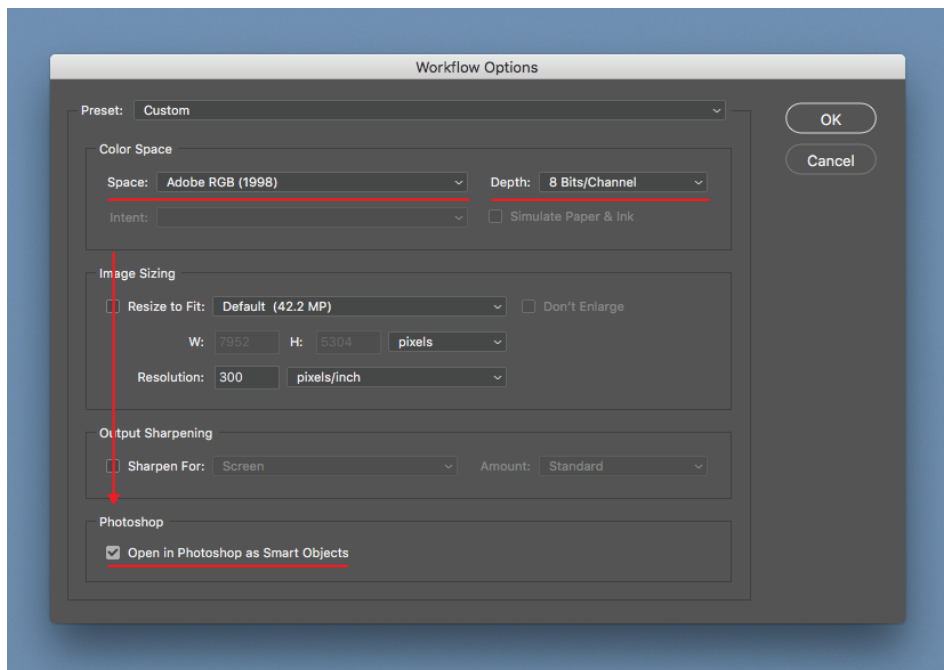 Workflow Options
Preset: Custom
OK
Color Space
Cancel
Space: Adobe RGB (1998) Depth: 8 Bits/Channel
Intent: Simulate Paper & Ink
Image Sizing
Resize to Fit: Default (42.2 MP) Don't Enlarge
W: 7952 H: 5304 pixels
Resolution: 300 pixels/inch
Output Sharpening
Sharpen For: Screen Amount: Standard
Photoshop
Open in Photoshop as Smart Objects